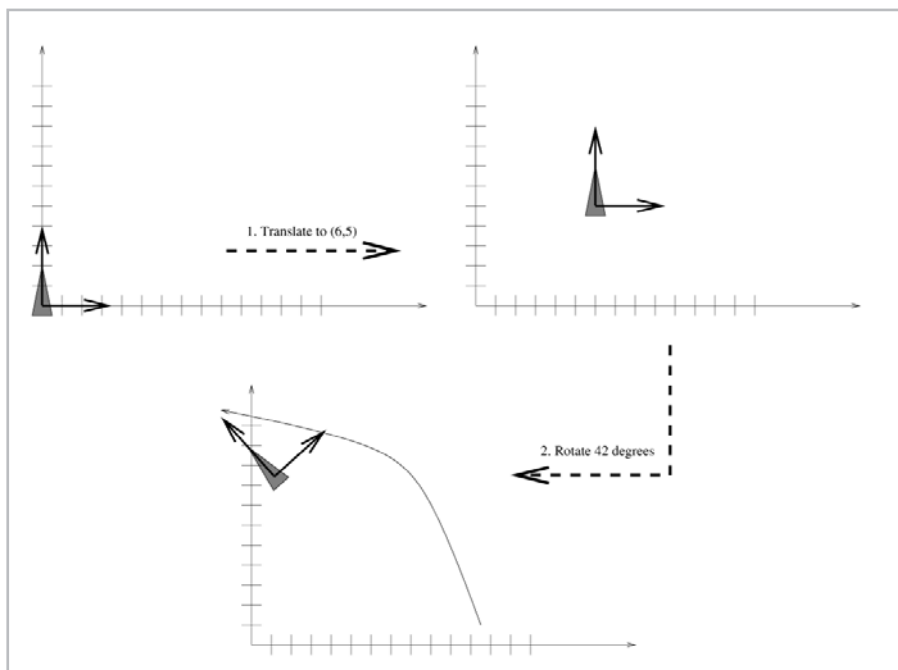 1. Translate to (6,5)
2. Rotate 42 degrees